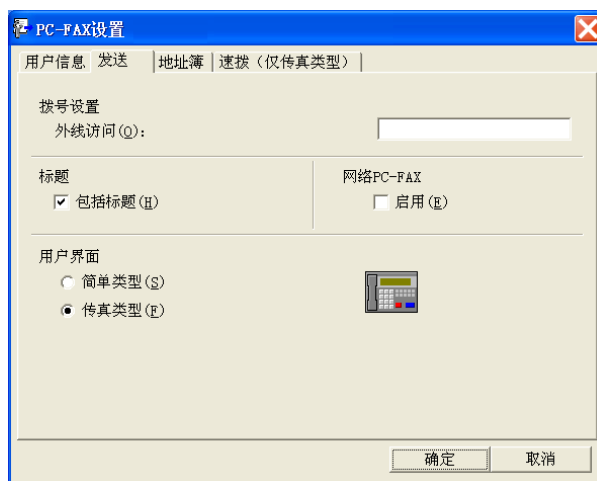 PC-FAX设置
用户信息 发送 地址簿 速拨（仅传真类型）
拨号设置
外线访问(O):
标题 网络PC-FAX
包括标题(H) 启用(E)
用户界面
简单类型(S)
传真类型(F)
确定 取消